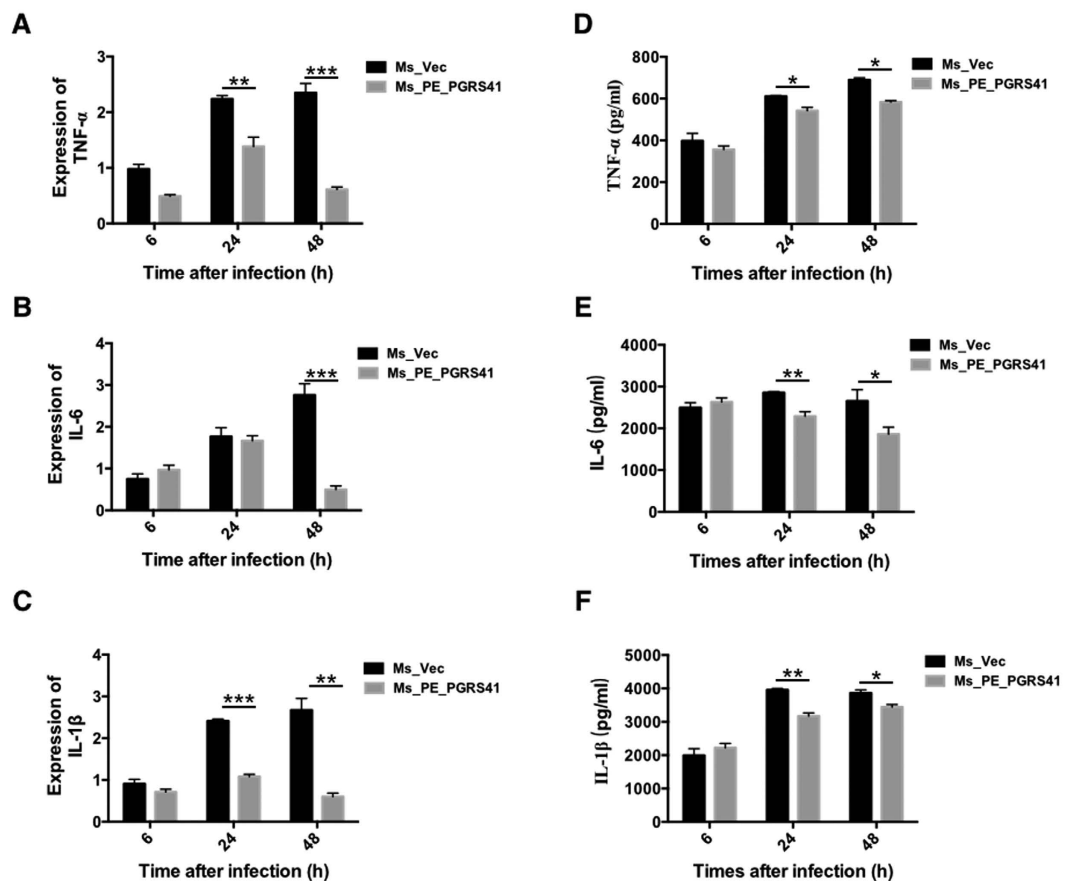 A
Expression of
TNF-α
3
2
1
0
**
***
Ms_Vec
Ms_PE_PGRS41
6
24
48
Time after infection (h)
D
TNF-α (pg/ml)
800
600
400
200
0
*
*
Ms_Vec
Ms_PE_PGRS41
6
24
48
Times after infection (h)
B
Expression of
IL-6
4
3
2
1
0
***
Ms_Vec
Ms_PE_PGRS41
6
24
48
Time after infection (h)
E
IL-6 (pg/ml)
4000
3000
2000
1000
0
**
*
Ms_Vec
Ms_PE_PGRS41
6
24
48
Times after infection (h)
C
Expression of
IL-1β
4
3
2
1
0
***
**
Ms_Vec
Ms_PE_PGRS41
6
24
48
Time after infection (h)
F
IL-1β (pg/ml)
5000
4000
3000
2000
1000
0
**
*
Ms_Vec
Ms_PE_PGRS41
6
24
48
Times after infection (h)